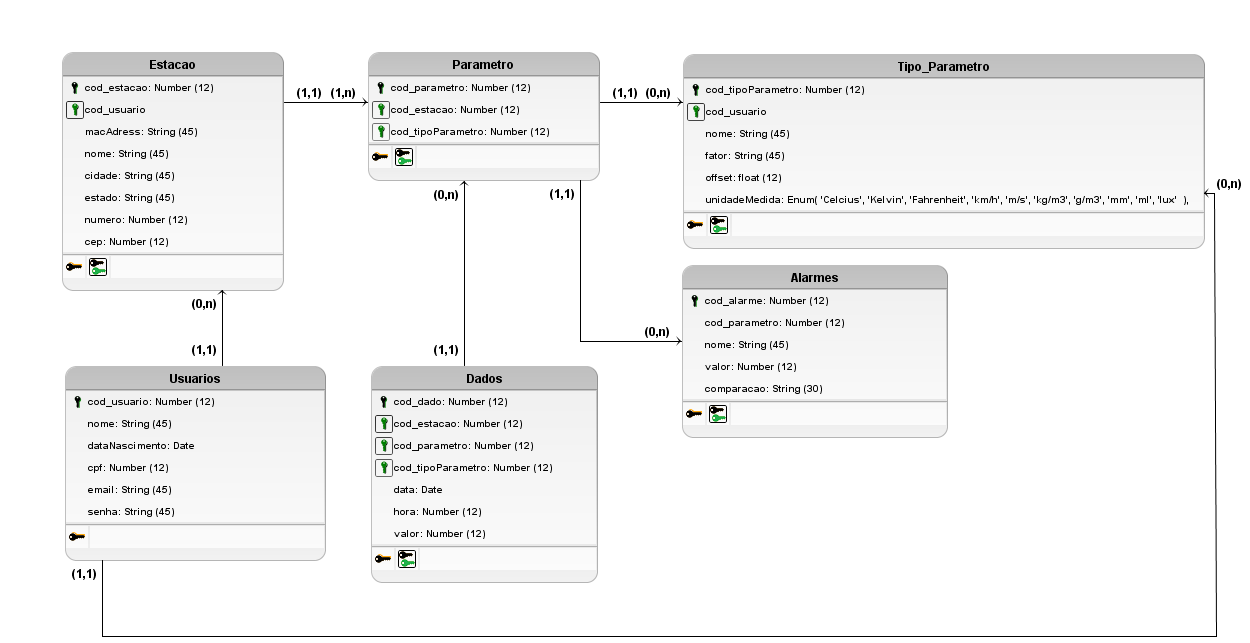 Estacao
cod_estacao: Number (12)
cod_usuario
macAdress: String (45)
nome: String (45)
cidade: String (45)
estado: String (45)
numero: Number (12)
cep: Number (12)
(1,1) (1,n)
Parametro
cod_parametro: Number (12)
cod_estacao: Number (12)
cod_tipoParametro: Number (12)
(1,1) (0,n)
Tipo_Parametro
cod_tipoParametro: Number (12)
cod_usuario
nome: String (45)
fator: String (45)
offset: float (12)
unidadeMedida: Enum( 'Celcius', 'Kelvin', 'Fahrenheit', 'km/h', 'm/s', 'kg/m3', 'g/m3', 'mm', 'ml', 'lux' ),
(0,n)
(0,n)
(1,1)
(0,n)
(1,1)
(0,n)
(1,1)
Alarmes
cod_alarme: Number (12)
cod_parametro: Number (12)
nome: String (45)
valor: Number (12)
comparacao: String (30)
Usuarios
cod_usuario: Number (12)
nome: String (45)
dataNascimento: Date
cpf: Number (12)
email: String (45)
senha: String (45)
(1,1)
Dados
cod_dado: Number (12)
cod_estacao: Number (12)
cod_parametro: Number (12)
cod_tipoParametro: Number (12)
data: Date
hora: Number (12)
valor: Number (12)